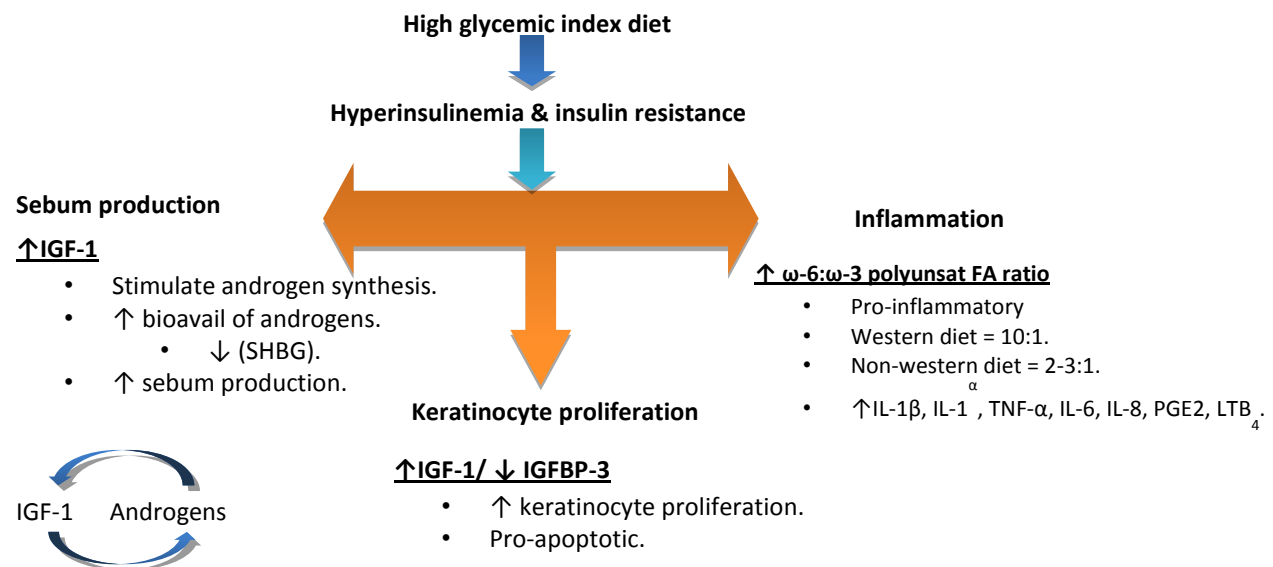 High glycemic index diet
Hyperinsulinemia & insulin resistance
Sebum production
↑IGF-1
• Stimulate androgen synthesis.
• ↑ bioavail of androgens.
• ↓ (SHBG).
• ↑ sebum production.
IGF-1 Androgens
Keratinocyte proliferation
↑IGF-1/ ↓ IGFBP-3
• ↑ keratinocyte proliferation.
• Pro-apoptotic.
Inflammation
↑ ω-6:ω-3 polyunsat FA ratio
• Pro-inflammatory
• Western diet = 10:1.
• Non-western diet = 2-3:1.
• ↑IL-1β, IL-1α, TNF-α, IL-6, IL-8, PGE2, LTB4.